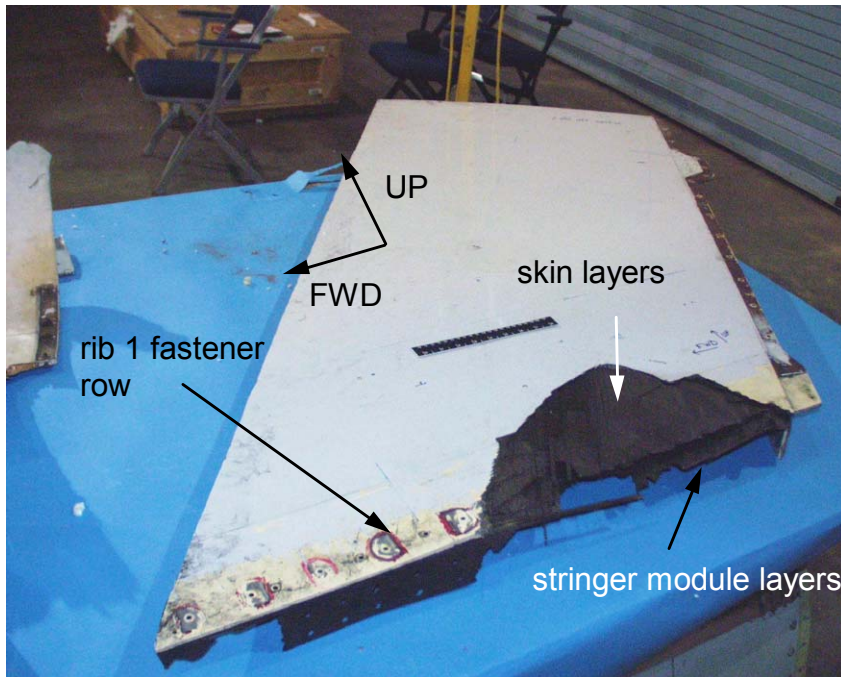 UP
FWD
skin layers
rib 1 fastener
row
stringer module layers